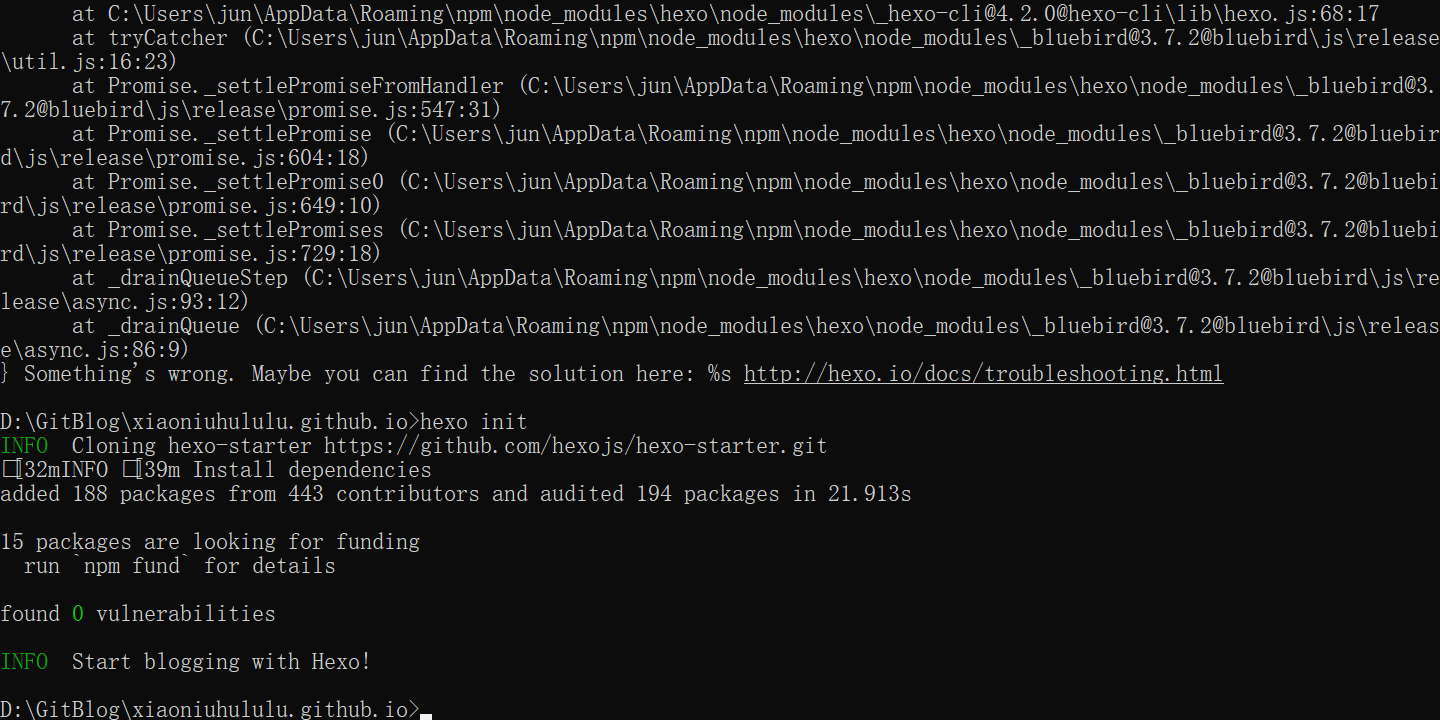 at C:\Users\jun\AppData\Roaming\npm\node_modules\hexo\node_modules\_hexo-cli@4.2.0@hexo-cli\lib\hexo.js:68:17
at tryCatcher (C:\Users\jun\AppData\Roaming\npm\node_modules\hexo\node_modules\_bluebird@3.7.2@bluebird\js\release
\util.js:16:23)
at Promise._settlePromiseFromHandler (C:\Users\jun\AppData\Roaming\npm\node_modules\hexo\node_modules\_bluebird@3.
7.2@bluebird\js\release\promise.js:547:31)
at Promise._settlePromise (C:\Users\jun\AppData\Roaming\npm\node_modules\hexo\node_modules\_bluebird@3.7.2@bluebir
d\js\release\promise.js:604:18)
at Promise._settlePromise0 (C:\Users\jun\AppData\Roaming\npm\node_modules\hexo\node_modules\_bluebird@3.7.2@bluebi
rd\js\release\promise.js:649:10)
at Promise._settlePromises (C:\Users\jun\AppData\Roaming\npm\node_modules\hexo\node_modules\_bluebird@3.7.2@bluebi
rd\js\release\promise.js:729:18)
at _drainQueueStep (C:\Users\jun\AppData\Roaming\npm\node_modules\hexo\node_modules\_bluebird@3.7.2@bluebird\js\re
lease\async.js:93:12)
at _drainQueue (C:\Users\jun\AppData\Roaming\npm\node_modules\hexo\node_modules\_bluebird@3.7.2@bluebird\js\releas
e\async.js:86:9)
} Something's wrong. Maybe you can find the solution here: %s http://hexo.io/docs/troubleshooting.html
D:\GitBlog\xiaoniuhululu.github.io>hexo init
INFO  Cloning hexo-starter https://github.com/hexojs/hexo-starter.git
□[32mINFO □[39m Install dependencies
added 188 packages from 443 contributors and audited 194 packages in 21.913s
15 packages are looking for funding
run `npm fund` for details
found 0 vulnerabilities
INFO  Start blogging with Hexo!
D:\GitBlog\xiaoniuhululu.github.io>